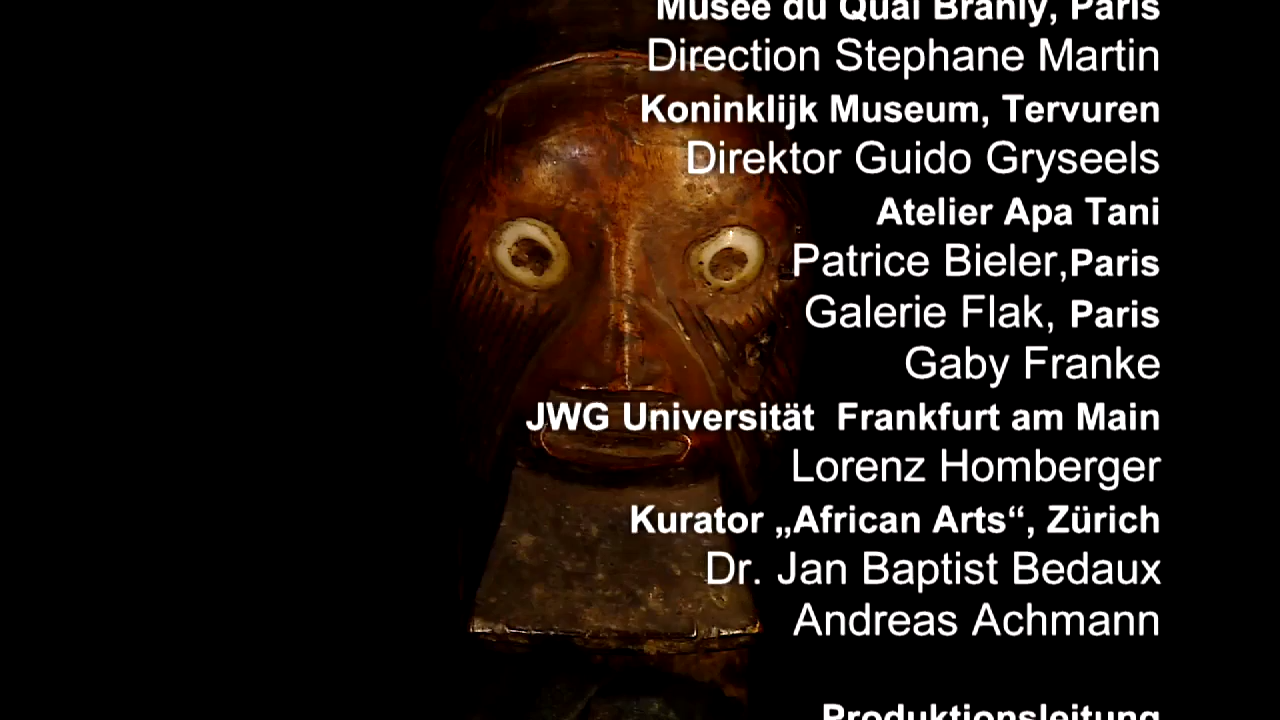 Musée du Quai Branly, Paris
Direction Stephane Martin
Koninklijk Museum, Tervuren
Direktor Guido Gryseels
Atelier Apa Tani
Patrice Bieler,Paris
Galerie Flak, Paris
Gaby Franke
JWG Universität  Frankfurt am Main
Lorenz Homberger
Kurator „African Arts“, Zürich
Dr. Jan Baptist Bedaux
Andreas Achmann
Produktionsleitung